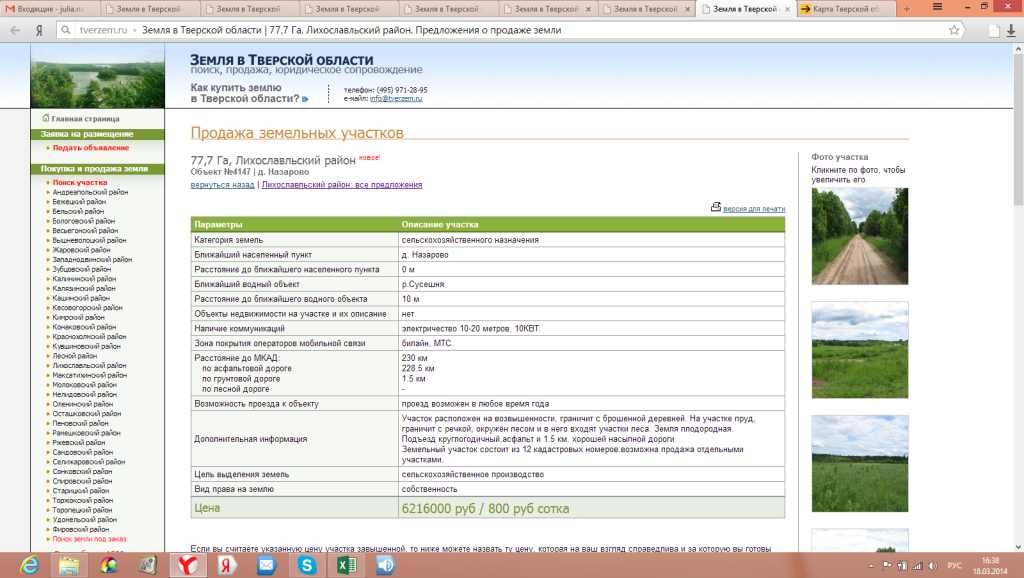 Входящие - julia.n
Земля в Тверской
Земля в Тверской
Земля в Тверской
Земля в Тверской
Земля в Тверской
Земля в Тверской
Земля в Тверской
Карта Тверской об
tverzem.ru › Земля в Тверской области | 77,7 Га, Лихославльский район. Предложения о продаже земли
Земля в Тверской области
поиск, продажа, юридическое сопровождение
Как купить землю
в Тверской области?
телефон: (495) 971-28-95
е-майл: info@tverzem.ru
Главная страница
Заявка на размещение
Подать объявление
Покупка и продажа земли
Поиск участка
Андреапольский район
Бежецкий район
Бельский район
Бологовский район
Весьегонский район
Вышневолоцкий район
Жарковский район
Западнодвинский район
Зубцовский район
Калининский район
Калязинский район
Кашинский район
Кесовогорский район
Кимрский район
Конаковский район
Краснохолмский район
Кувшиновский район
Лесной район
Лихославльский район
Максатихинский район
Молоковский район
Нелидовский район
Оленинский район
Осташковский район
Пеновский район
Рамешковский район
Ржевский район
Сандовский район
Селижаровский район
Сонковский район
Спировский район
Старицкий район
Торжокский район
Торопецкий район
Удомельский район
Фировский район
Поиск земли под заказ
Продажа земельных участков
77,7 Га, Лихославльский район новое!
Объект №4147 | д. Назарово
вернуться назад | Лихославльский район: все предложения
версия для печати
Параметры Описание участка
Категория земель сельскохозяйственного назначения
Ближайший населенный пункт д. Назарово
Расстояние до ближайшего населенного пункта 0 м
Ближайший водный объект р.Сусешня
Расстояние до ближайшего водного объекта 10 м
Объекты недвижимости на участке и их описание нет.
Наличие коммуникаций электричество 10-20 метров, 10КВТ.
Зона покрытия операторов мобильной связи билайн, МТС.
Расстояние до МКАД: 230 км
по асфальтовой дороге 228.5 км
по грунтовой дороге 1.5 км
по лесной дороге -
Возможность проезда к объекту проезд возможен в любое время года
Дополнительная информация
Участок расположен на возвышенности, граничит с брошенной деревней. На участке пруд,
граничит с речкой, окружён лесом и в него входят участки леса. Земля плодородная.
Подъезд круглогодичный,асфальт и 1.5 км. хорошей насыпной дороги.
Земельный участок состоит из 12 кадастровых номеров,возможна продажа отдельными
участками.
Цель выделения земель сельскохозяйственное производство
Вид права на землю собственность
Цена 6216000 руб / 800 руб сотка
Если вы считаете указанную цену участка завышенной, то ниже можете назвать ту цену, которая на ваш взгляд справедлива и за которую вы готовы
Фото участка
Кликните по фото, чтобы
увеличить его.
РУС
16:38
18.03.2014